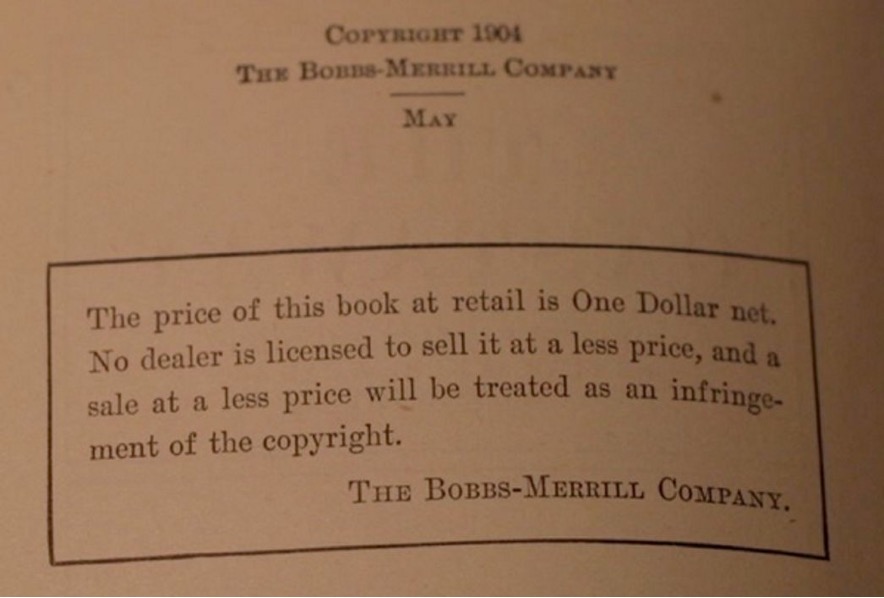 COPYRIGHT 1904
THE BOBBS-MERRILL COMPANY
MAY
The price of this book at retail is One Dollar net.
No dealer is licensed to sell it at a less price, and a
sale at a less price will be treated as an infringe-
ment of the copyright.
THE BOBBS-MERRILL COMPANY.